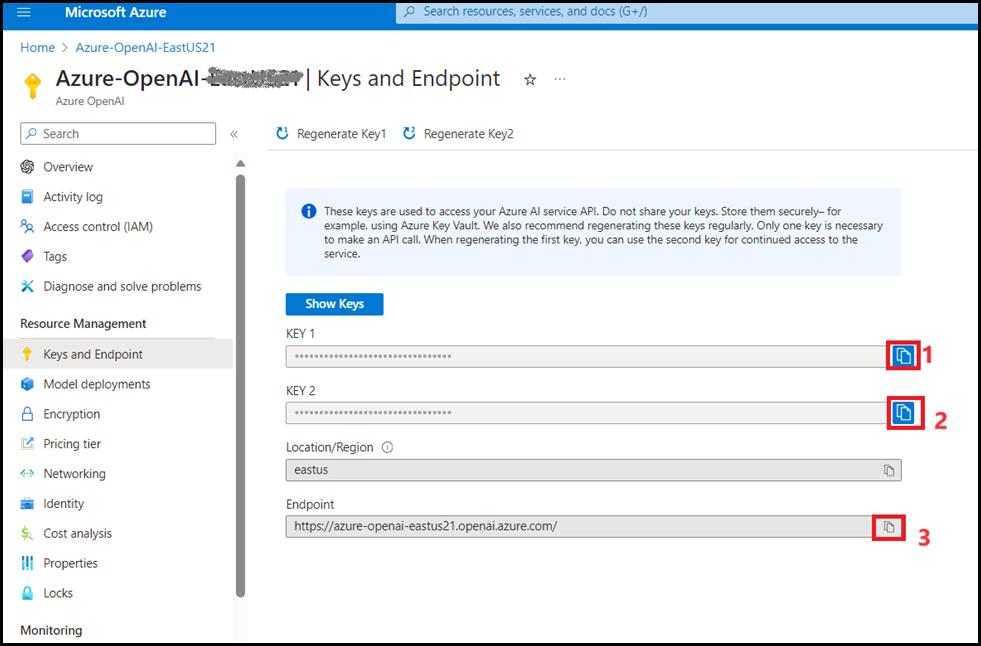 Microsoft Azure
Search resources, services, and docs (G+/)
Home > Azure-OpenAI-EastUS21
Azure-OpenAI- | Keys and Endpoint
Azure OpenAI
Search
Regenerate Key1
Regenerate Key2
Overview
Activity log
Access control (IAM)
Tags
Diagnose and solve problems
Resource Management
Keys and Endpoint
Model deployments
Encryption
Pricing tier
Networking
Identity
Cost analysis
Properties
Locks
Monitoring
These keys are used to access your Azure AI service API. Do not share your keys. Store them securely– for
example, using Azure Key Vault. We also recommend regenerating these keys regularly. Only one key is necessary
to make an API call. When regenerating the first key, you can use the second key for continued access to the
service.
Show Keys
KEY 1
1
KEY 2
2
Location/Region
eastus
Endpoint
https://azure-openai-eastus21.openai.azure.com/
3